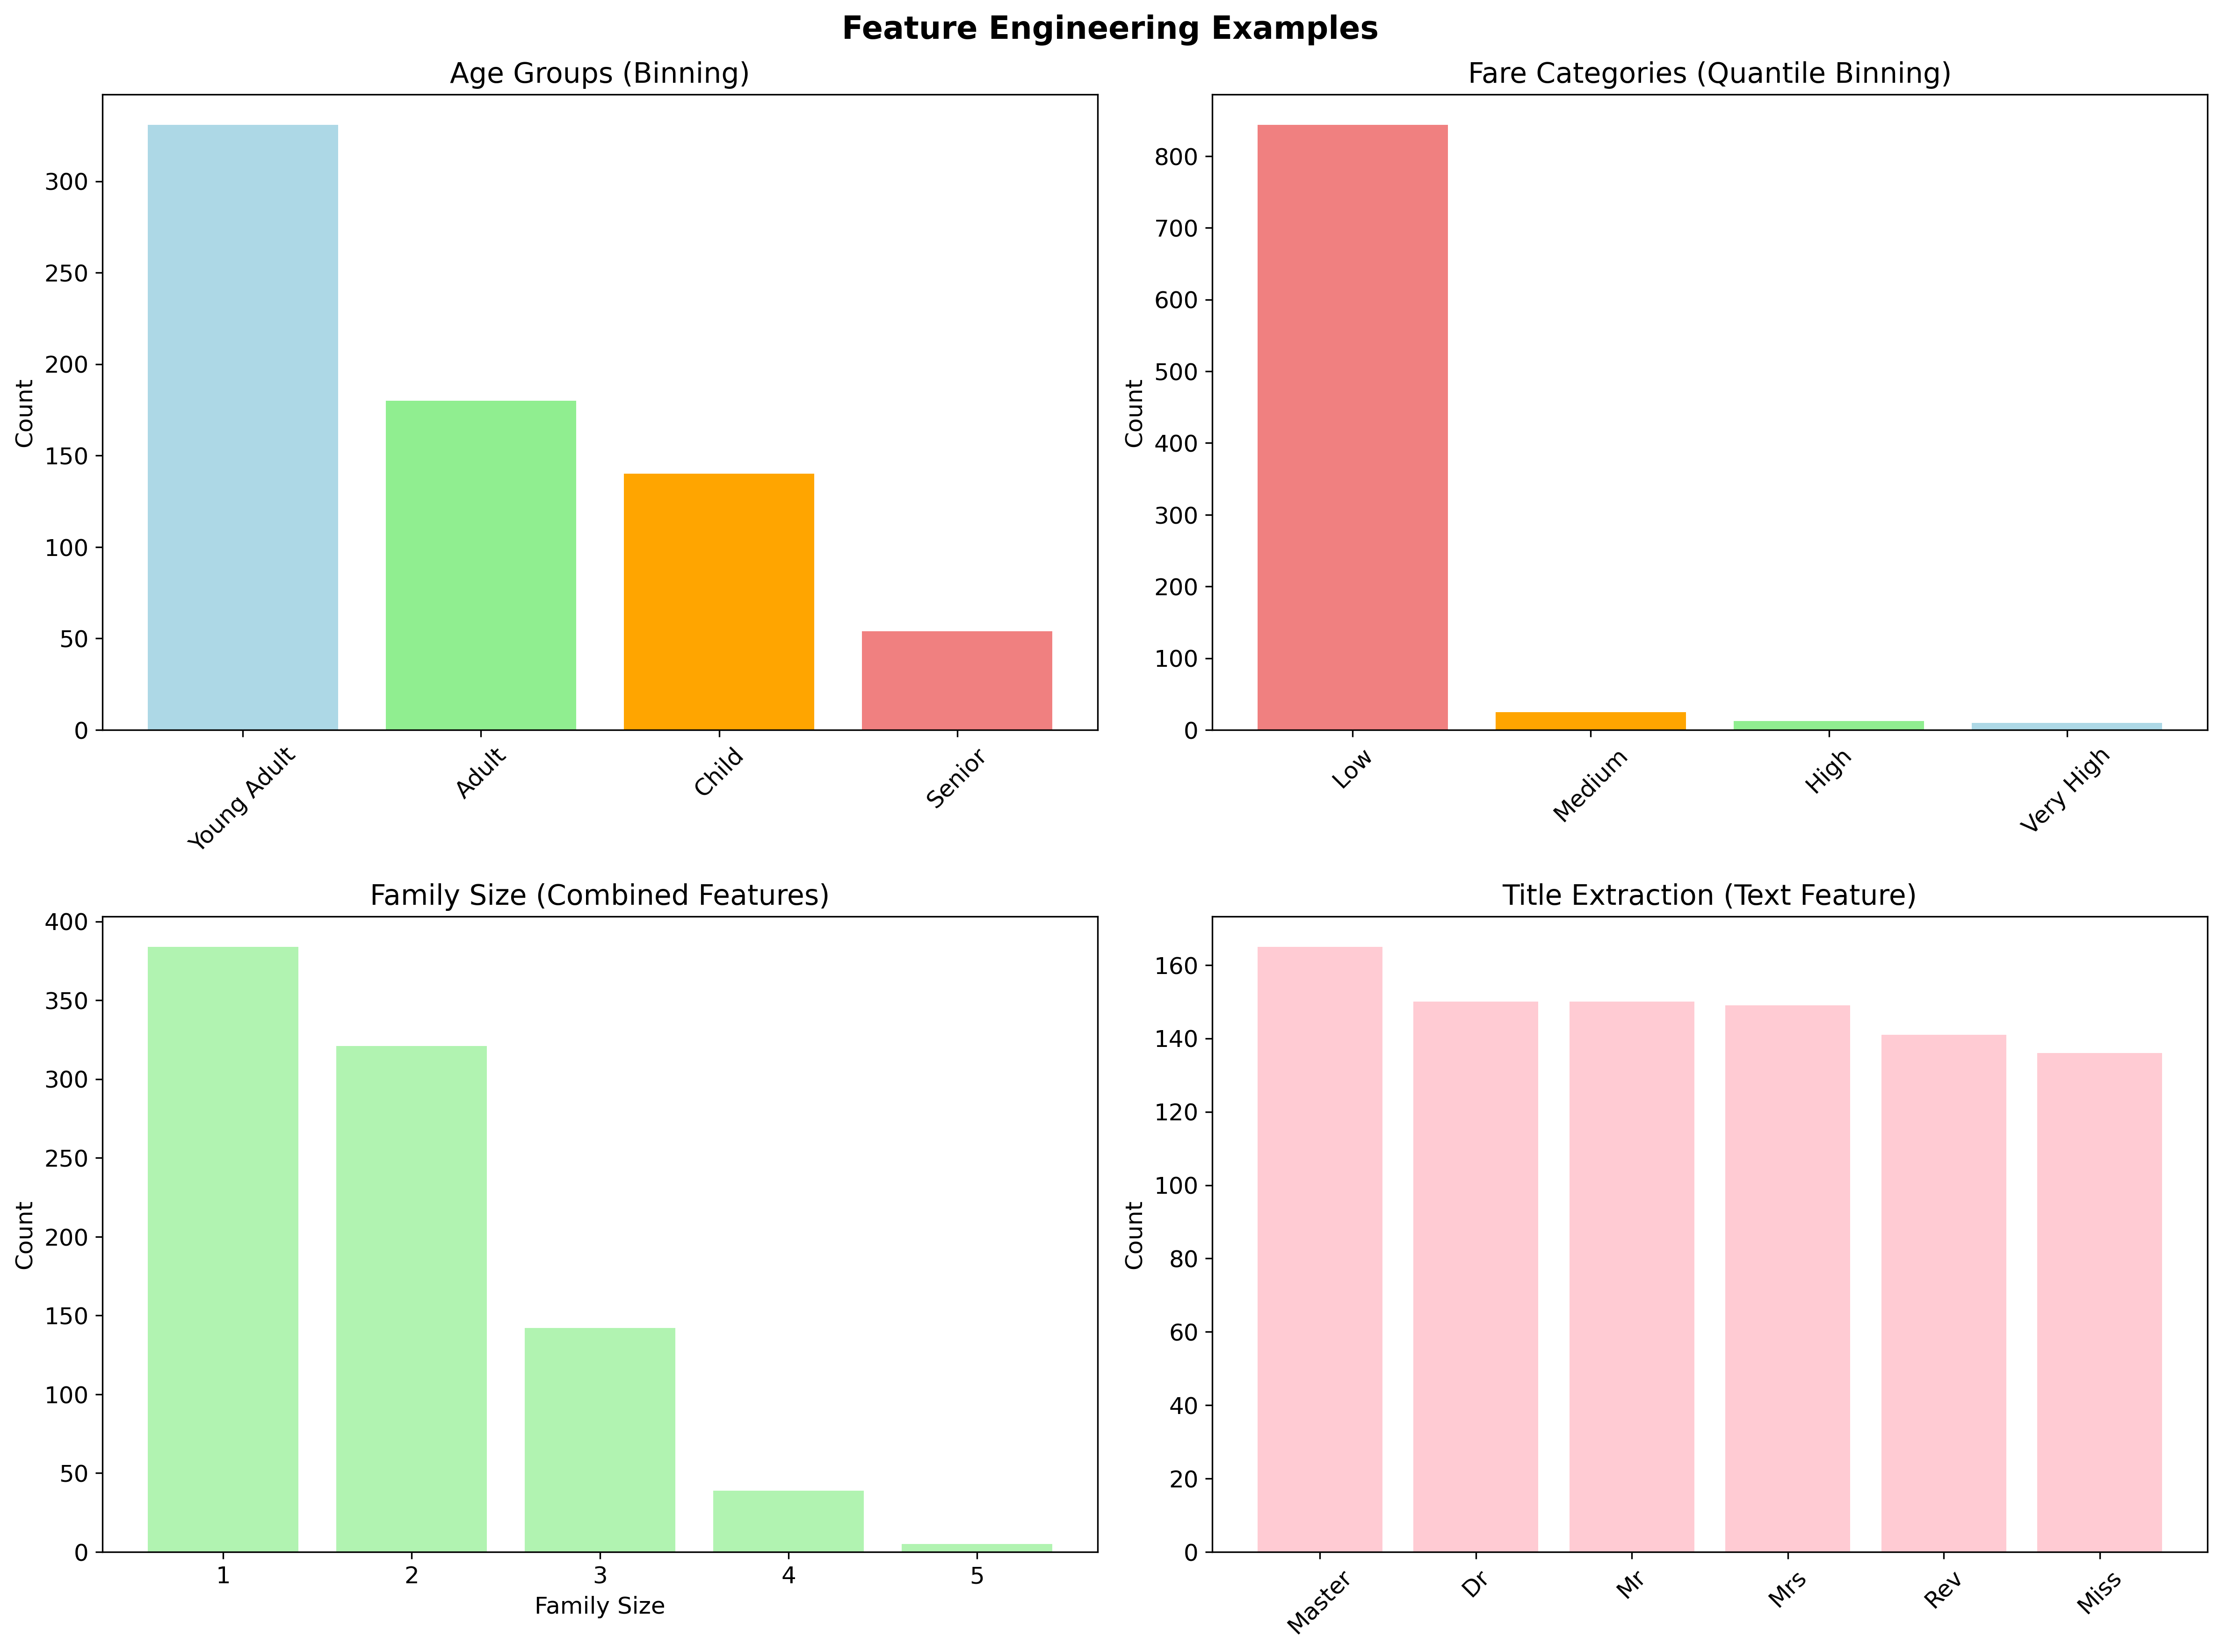 Feature Engineering Examples
Age Groups (Binning)
Count
300
250
200
150
100
50
0
Young Adult
Adult
Child
Senior
Fare Categories (Quantile Binning)
Count
800
700
600
500
400
300
200
100
0
Low
Medium
High
Very High
Family Size (Combined Features)
Count
400
350
300
250
200
150
100
50
0
1
2
3
4
5
Family Size
Title Extraction (Text Feature)
Count
160
140
120
100
80
60
40
20
0
Master
Dr
Mr
Mrs
Rev
Miss